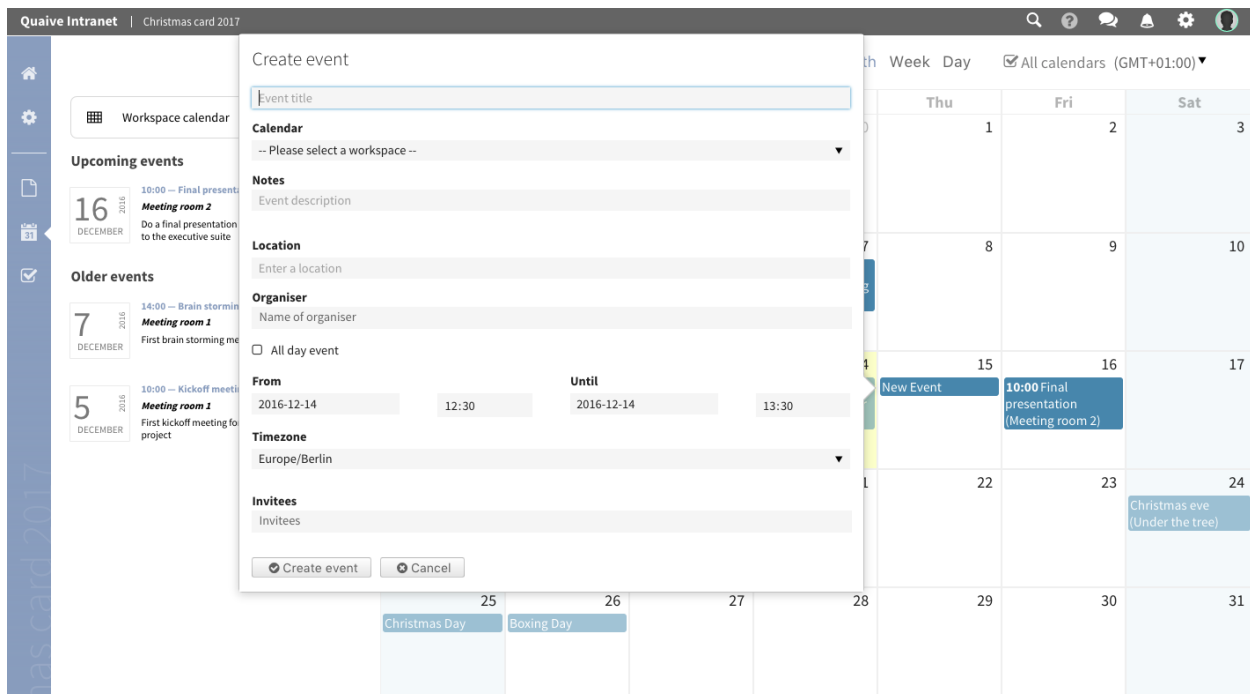 Quaive Intranet | Christmas card 2017
Create event
th Week Day All calendars (GMT+01:00)
Event title
Workspace calendar
Calendar
-- Please select a workspace --
Upcoming events
Notes
Event description
16 2016
DECEMBER
10:00 — Final presenta
Meeting room 2
Do a final presentation
to the executive suite
Location
Enter a location
Older events
Organiser
Name of organiser
7 2016
DECEMBER
14:00 — Brain stormin
Meeting room 1
First brain storming me
All day event
From Until
2016-12-14 12:30 2016-12-14 13:30
5 2016
DECEMBER
10:00 — Kickoff meetin
Meeting room 1
First kickoff meeting fo
project
Timezone
Europe/Berlin
Invitees
Invitees
Create event Cancel
Thu Fri Sat
0 1 2 3
7 8 9 10
g
4 15 16 17
New Event
10:00 Final
presentation
(Meeting room 2)
1 22 23 24
Christmas eve
(Under the tree)
25 26 27 28 29 30 31
Christmas Day Boxing Day
31
mas card 2017